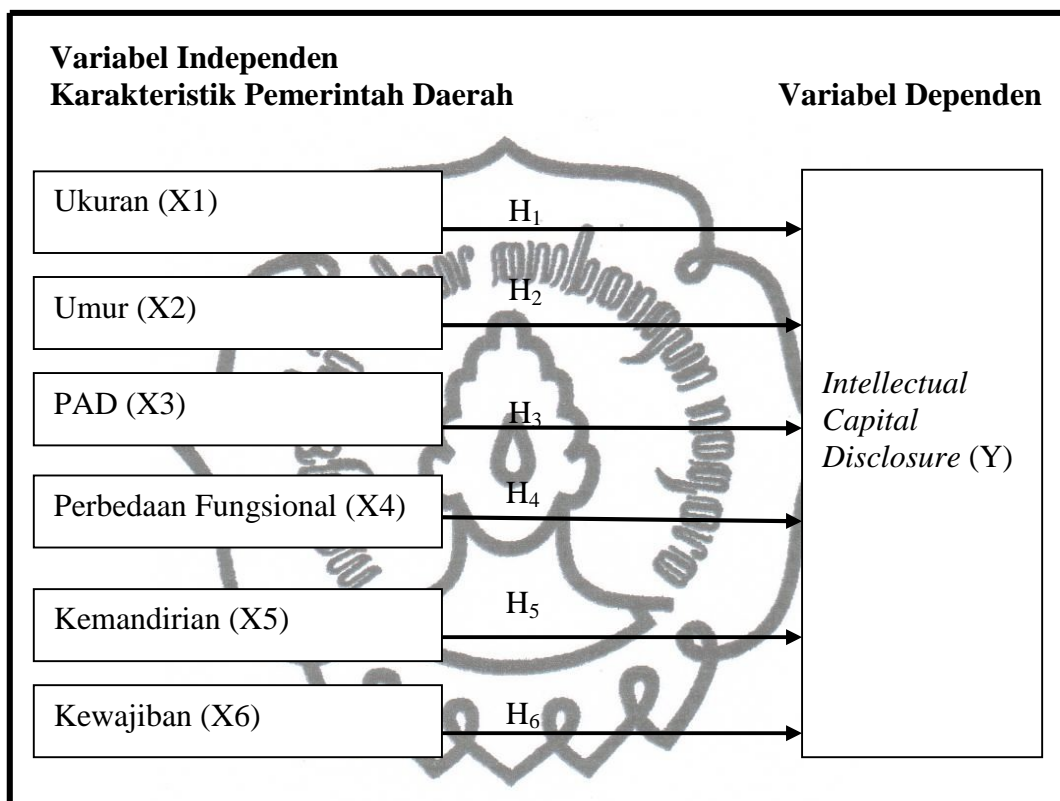 Variabel Independen
Karakteristik Pemerintah Daerah
Variabel Dependen
Ukuran (X1)
H1
Umur (X2)
H2
PAD (X3)
H3
Perbedaan Fungsional (X4)
H4
Kemandirian (X5)
H5
Kewajiban (X6)
H6
Intellectual
Capital
Disclosure (Y)